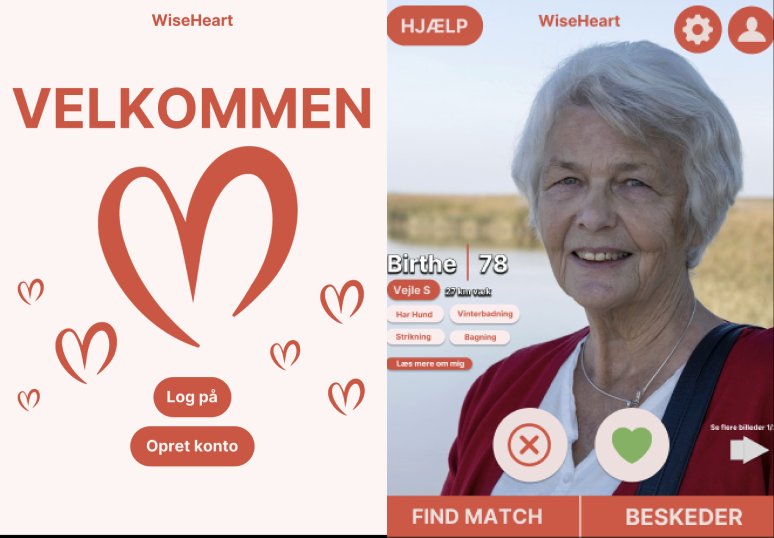 WiseHeart
VELKOMMEN
Log på
Opret konto
HJÆLP
WiseHeart
Birthe | 78
Vejle S
27 km væk
Har Hund
Vinterbadning
Strikning
Bagning
Læs mere om mig
Se flere billeder 1/
FIND MATCH
BESKEDER